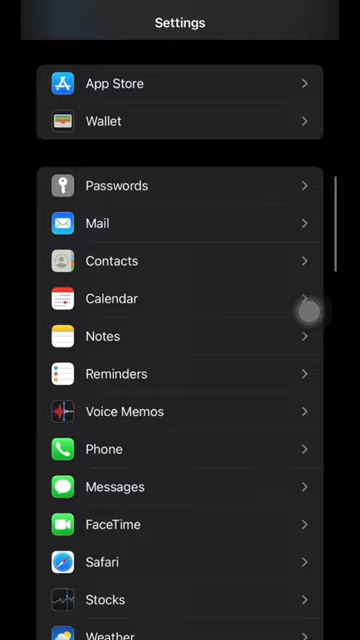 Settings
App Store
Wallet
Passwords
Mail
Contacts
Calendar
Notes
Reminders
Voice Memos
Phone
Messages
FaceTime
Safari
Stocks
Weather